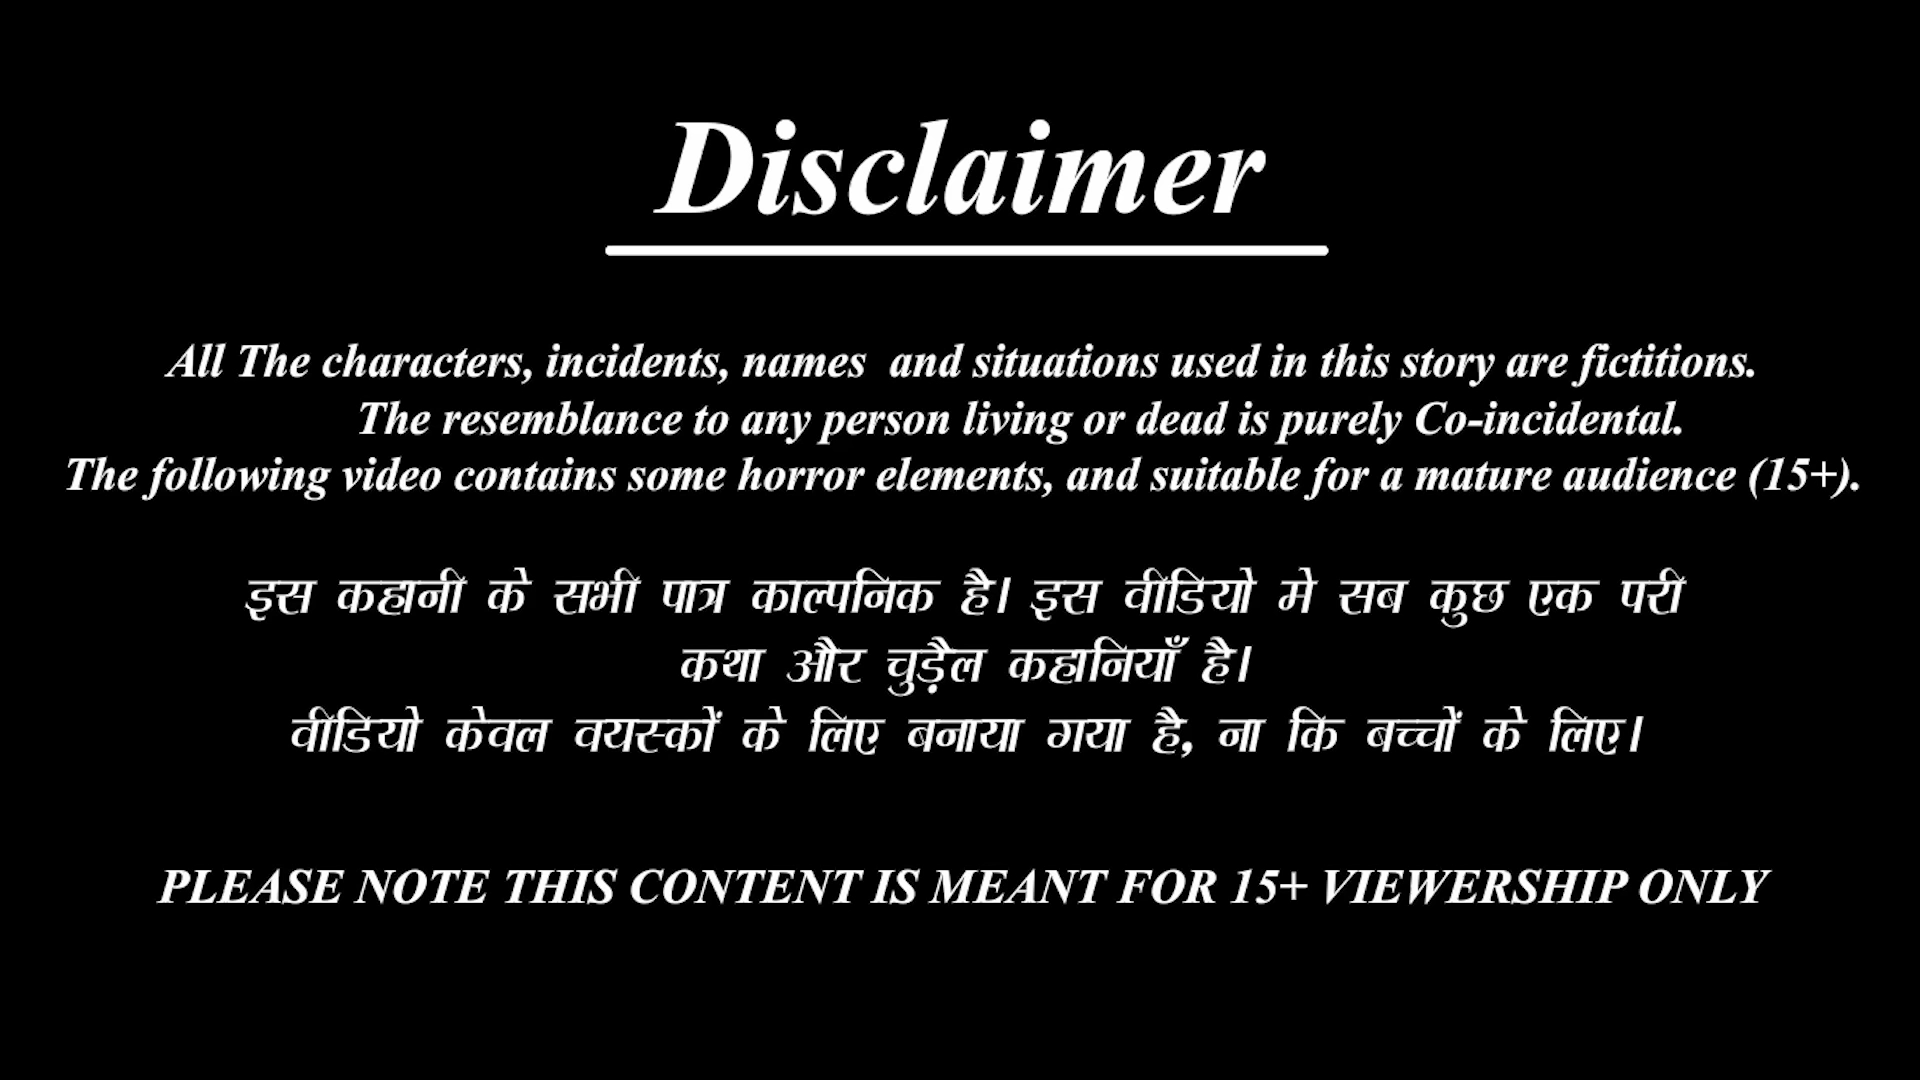 Disclaimer
All The characters, incidents, names  and situations used in this story are fictitions.
The resemblance to any person living or dead is purely Co-incidental.
The following video contains some horror elements, and suitable for a mature audience (15+).
इस कहानी के सभी पात्र काल्पनिक है। इस वीडियो मे सब कुछ एक परी
कथा और चुड़ैल कहानियाँ है।
वीडियो केवल वयस्कों के लिए बनाया गया है, ना कि बच्चों के लिए।
PLEASE NOTE THIS CONTENT IS MEANT FOR 15+ VIEWERSHIP ONLY